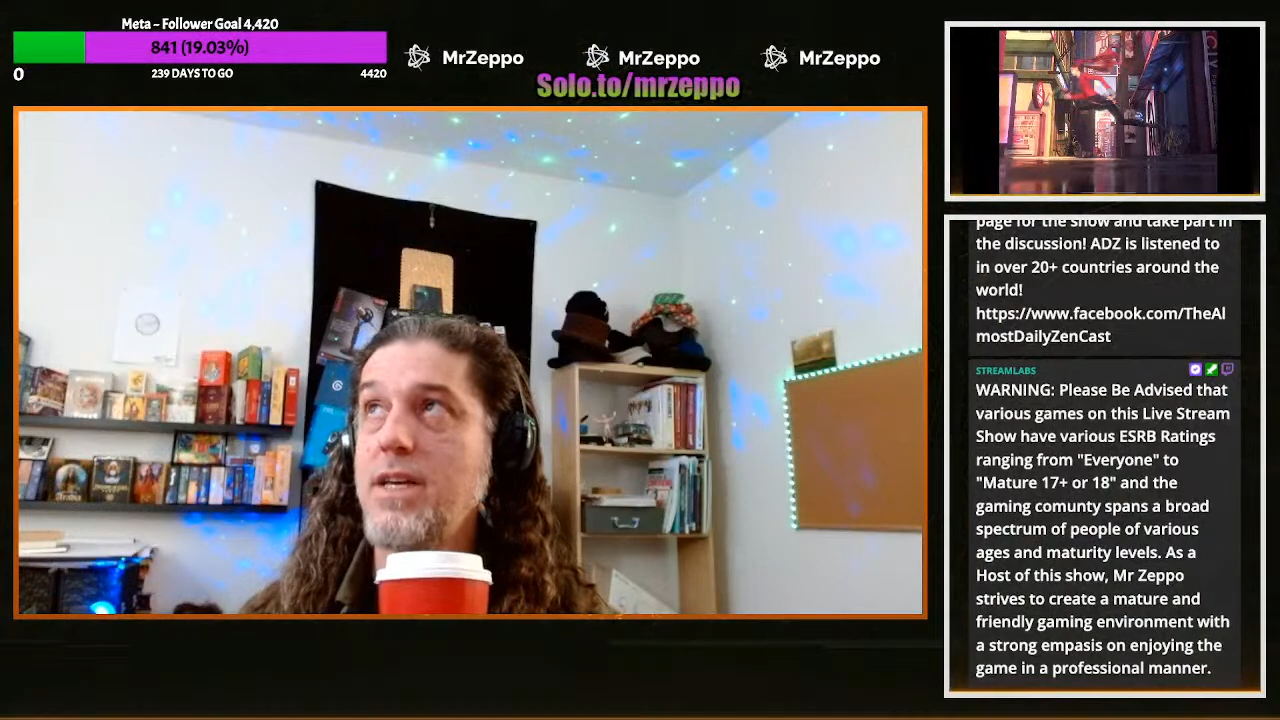 Meta - Follower Goal 4,420
841 (19.03%)
0
239 DAYS TO GO
4420
MrZeppo
MrZeppo
MrZeppo
Solo.to/mrzeppo
page for the show and take part in
the discussion! ADZ is listened to
in over 20+ countries around the
world!
https://www.facebook.com/TheAl
mostDailyZenCast
STREAMLABS
WARNING: Please Be Advised that
various games on this Live Stream
Show have various ESRB Ratings
ranging from "Everyone" to
"Mature 17+ or 18" and the
gaming comunty spans a broad
spectrum of people of various
ages and maturity levels. As a
Host of this show, Mr Zeppo
strives to create a mature and
friendly gaming environment with
a strong empasis on enjoying the
game in a professional manner.